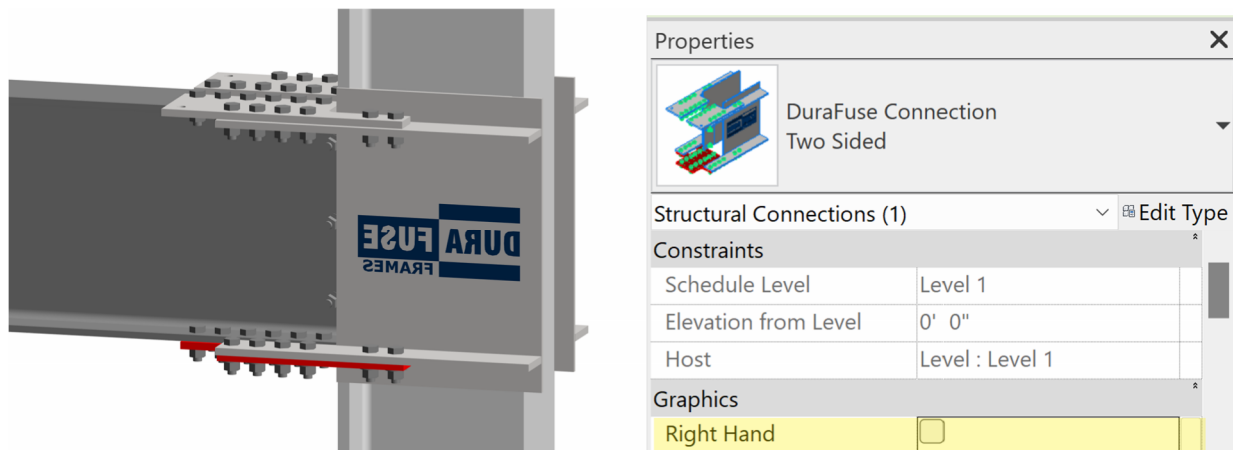 DURA FUSE
FRAMES
Properties
DuraFuse Connection
Two Sided
Structural Connections (1)
Edit Type
Constraints
Schedule Level Level 1
Elevation from Level 0' 0"
Host Level : Level 1
Graphics
Right Hand